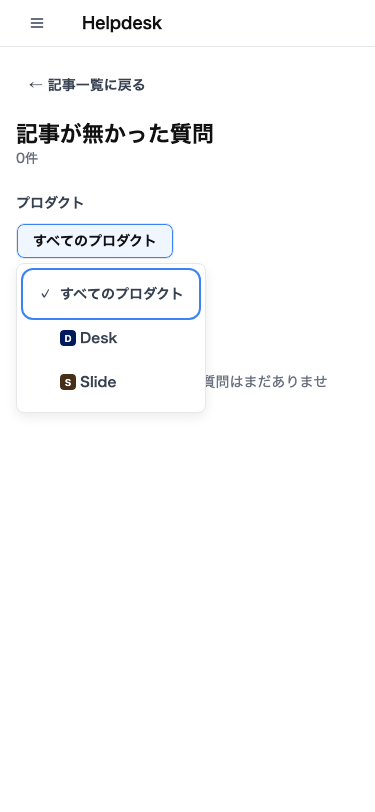 Helpdesk
← 記事一覧に戻る
記事が無かった質問
0件
プロダクト
すべてのプロダクト
✓ すべてのプロダクト
D Desk
S Slide
質問はまだありませ